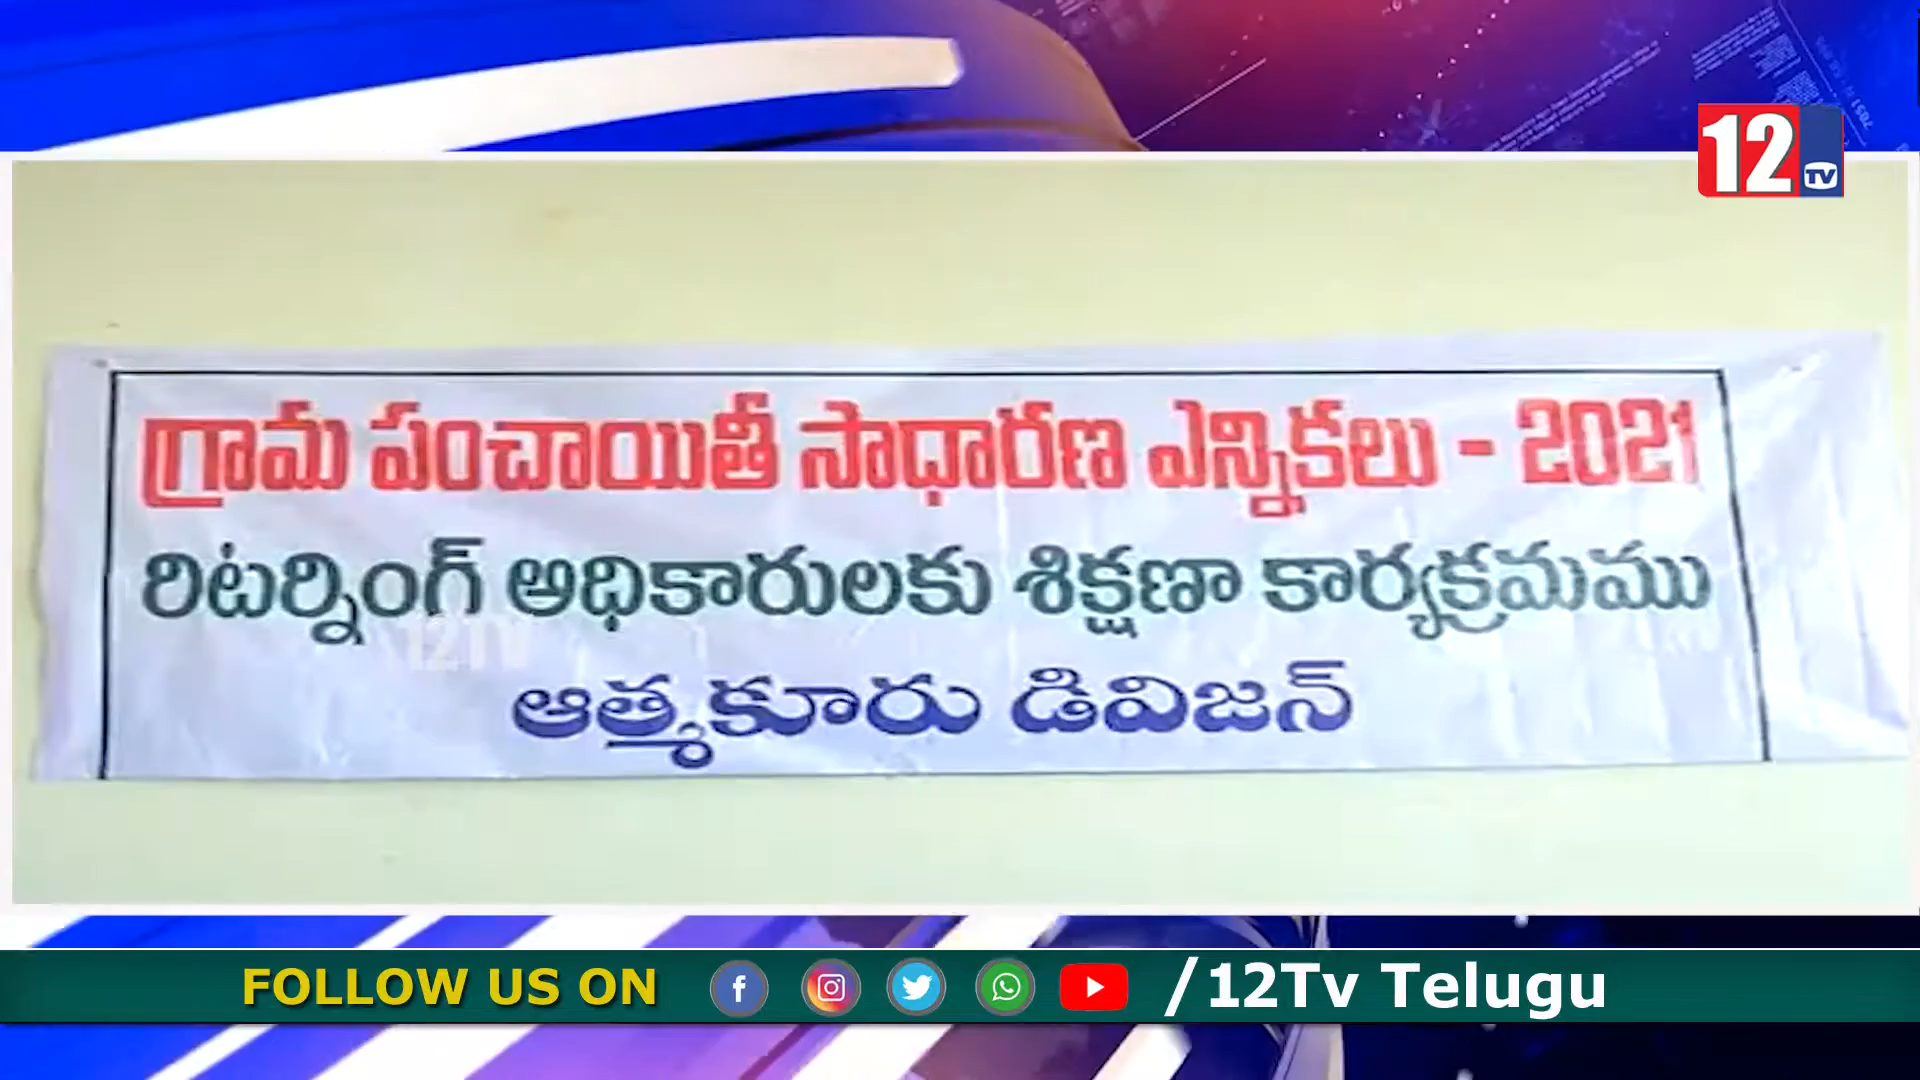 12 TV
గ్రామ పంచాయితీ సాధారణ ఎన్నికలు - 2021
రిటర్నింగ్ అధికారులకు శిక్షణా కార్యక్రమము
12TV
ఆత్మకూరు డివిజన్
FOLLOW US ON /12Tv Telugu